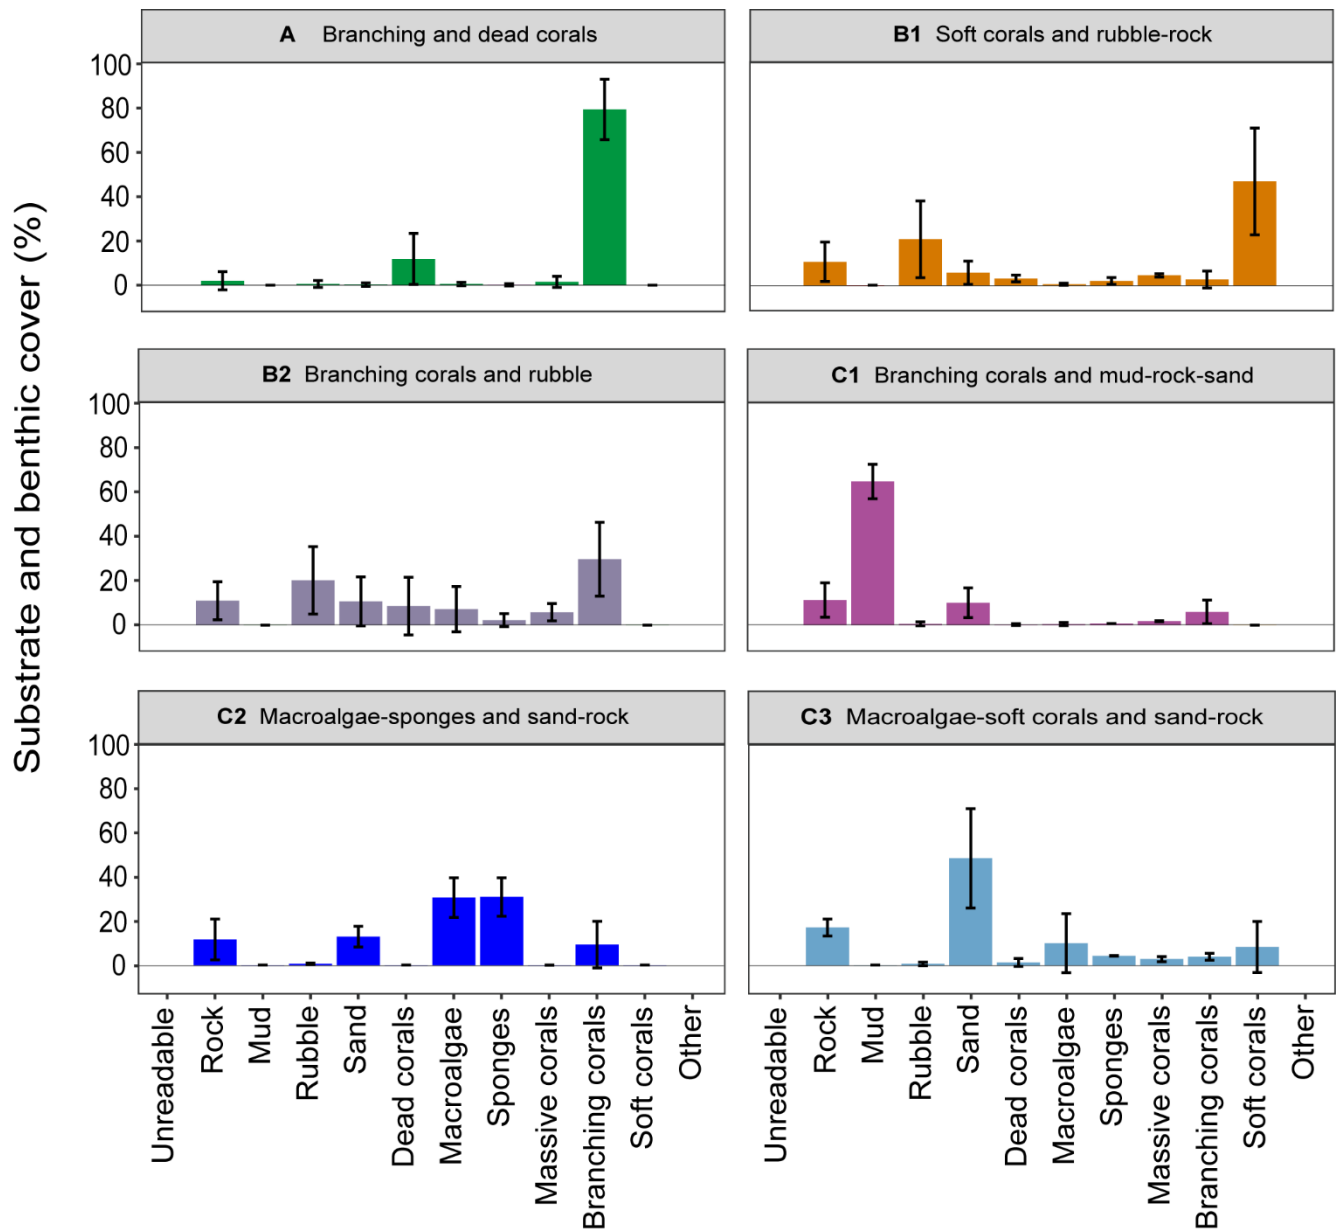 Substrate and benthic cover (%)
A Branching and dead corals
B1 Soft corals and rubble-rock
100
80
60
40
20
0
B2 Branching corals and rubble
C1 Branching corals and mud-rock-sand
100
80
60
40
20
0
C2 Macroalgae-sponges and sand-rock
C3 Macroalgae-soft corals and sand-rock
100
80
60
40
20
0
Unreadable
Rock
Mud
Rubble
Sand
Dead corals
Macroalgae
Sponges
Massive corals
Branching corals
Soft corals
Other
Unreadable
Rock
Mud
Rubble
Sand
Dead corals
Macroalgae
Sponges
Massive corals
Branching corals
Soft corals
Other